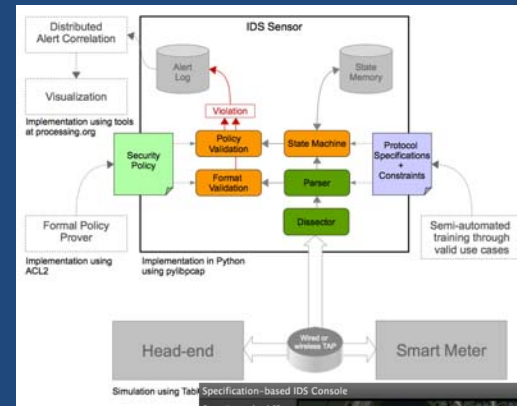 Distributed
Alert Correlation
IDS Sensor
Alert
Log
State
Memory
Visualization
Implementation using tools
at processing.org
Violation
Security
Policy
Policy
Validation
State Machine
Protocol
Specifications
+
Constraints
Format
Validation
Parser
Dissector
Formal Policy
Prover
Implementation using
ACL2
Implementation in Python
using pylibpcap
Semi-automated
training through
valid use cases
Head-end
Wired or
wireless TAP
Smart Meter
Simulation using
Specification-based IDS Console